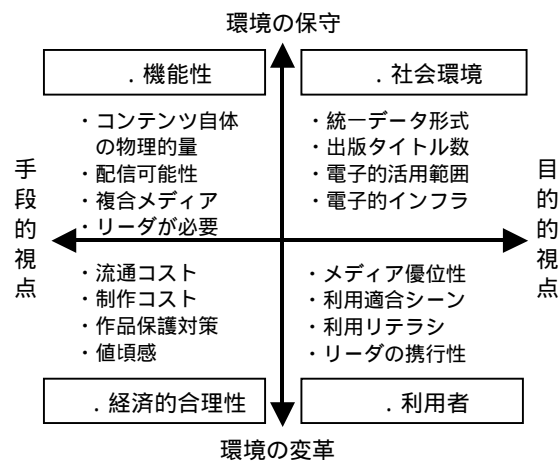 環境の保守
．機能性
．社会環境
・コンテンツ自体
の物理的量
・配信可能性
・複合メディア
・リーダが必要
・統一データ形式
・出版タイトル数
・電子的活用範囲
・電子的インフラ
手段的視点
目的的視点
・流通コスト
・制作コスト
・作品保護対策
・値頃感
・メディア優位性
・利用適合シーン
・利用リテラシ
・リーダの携行性
．経済的合理性
．利用者
環境の変革